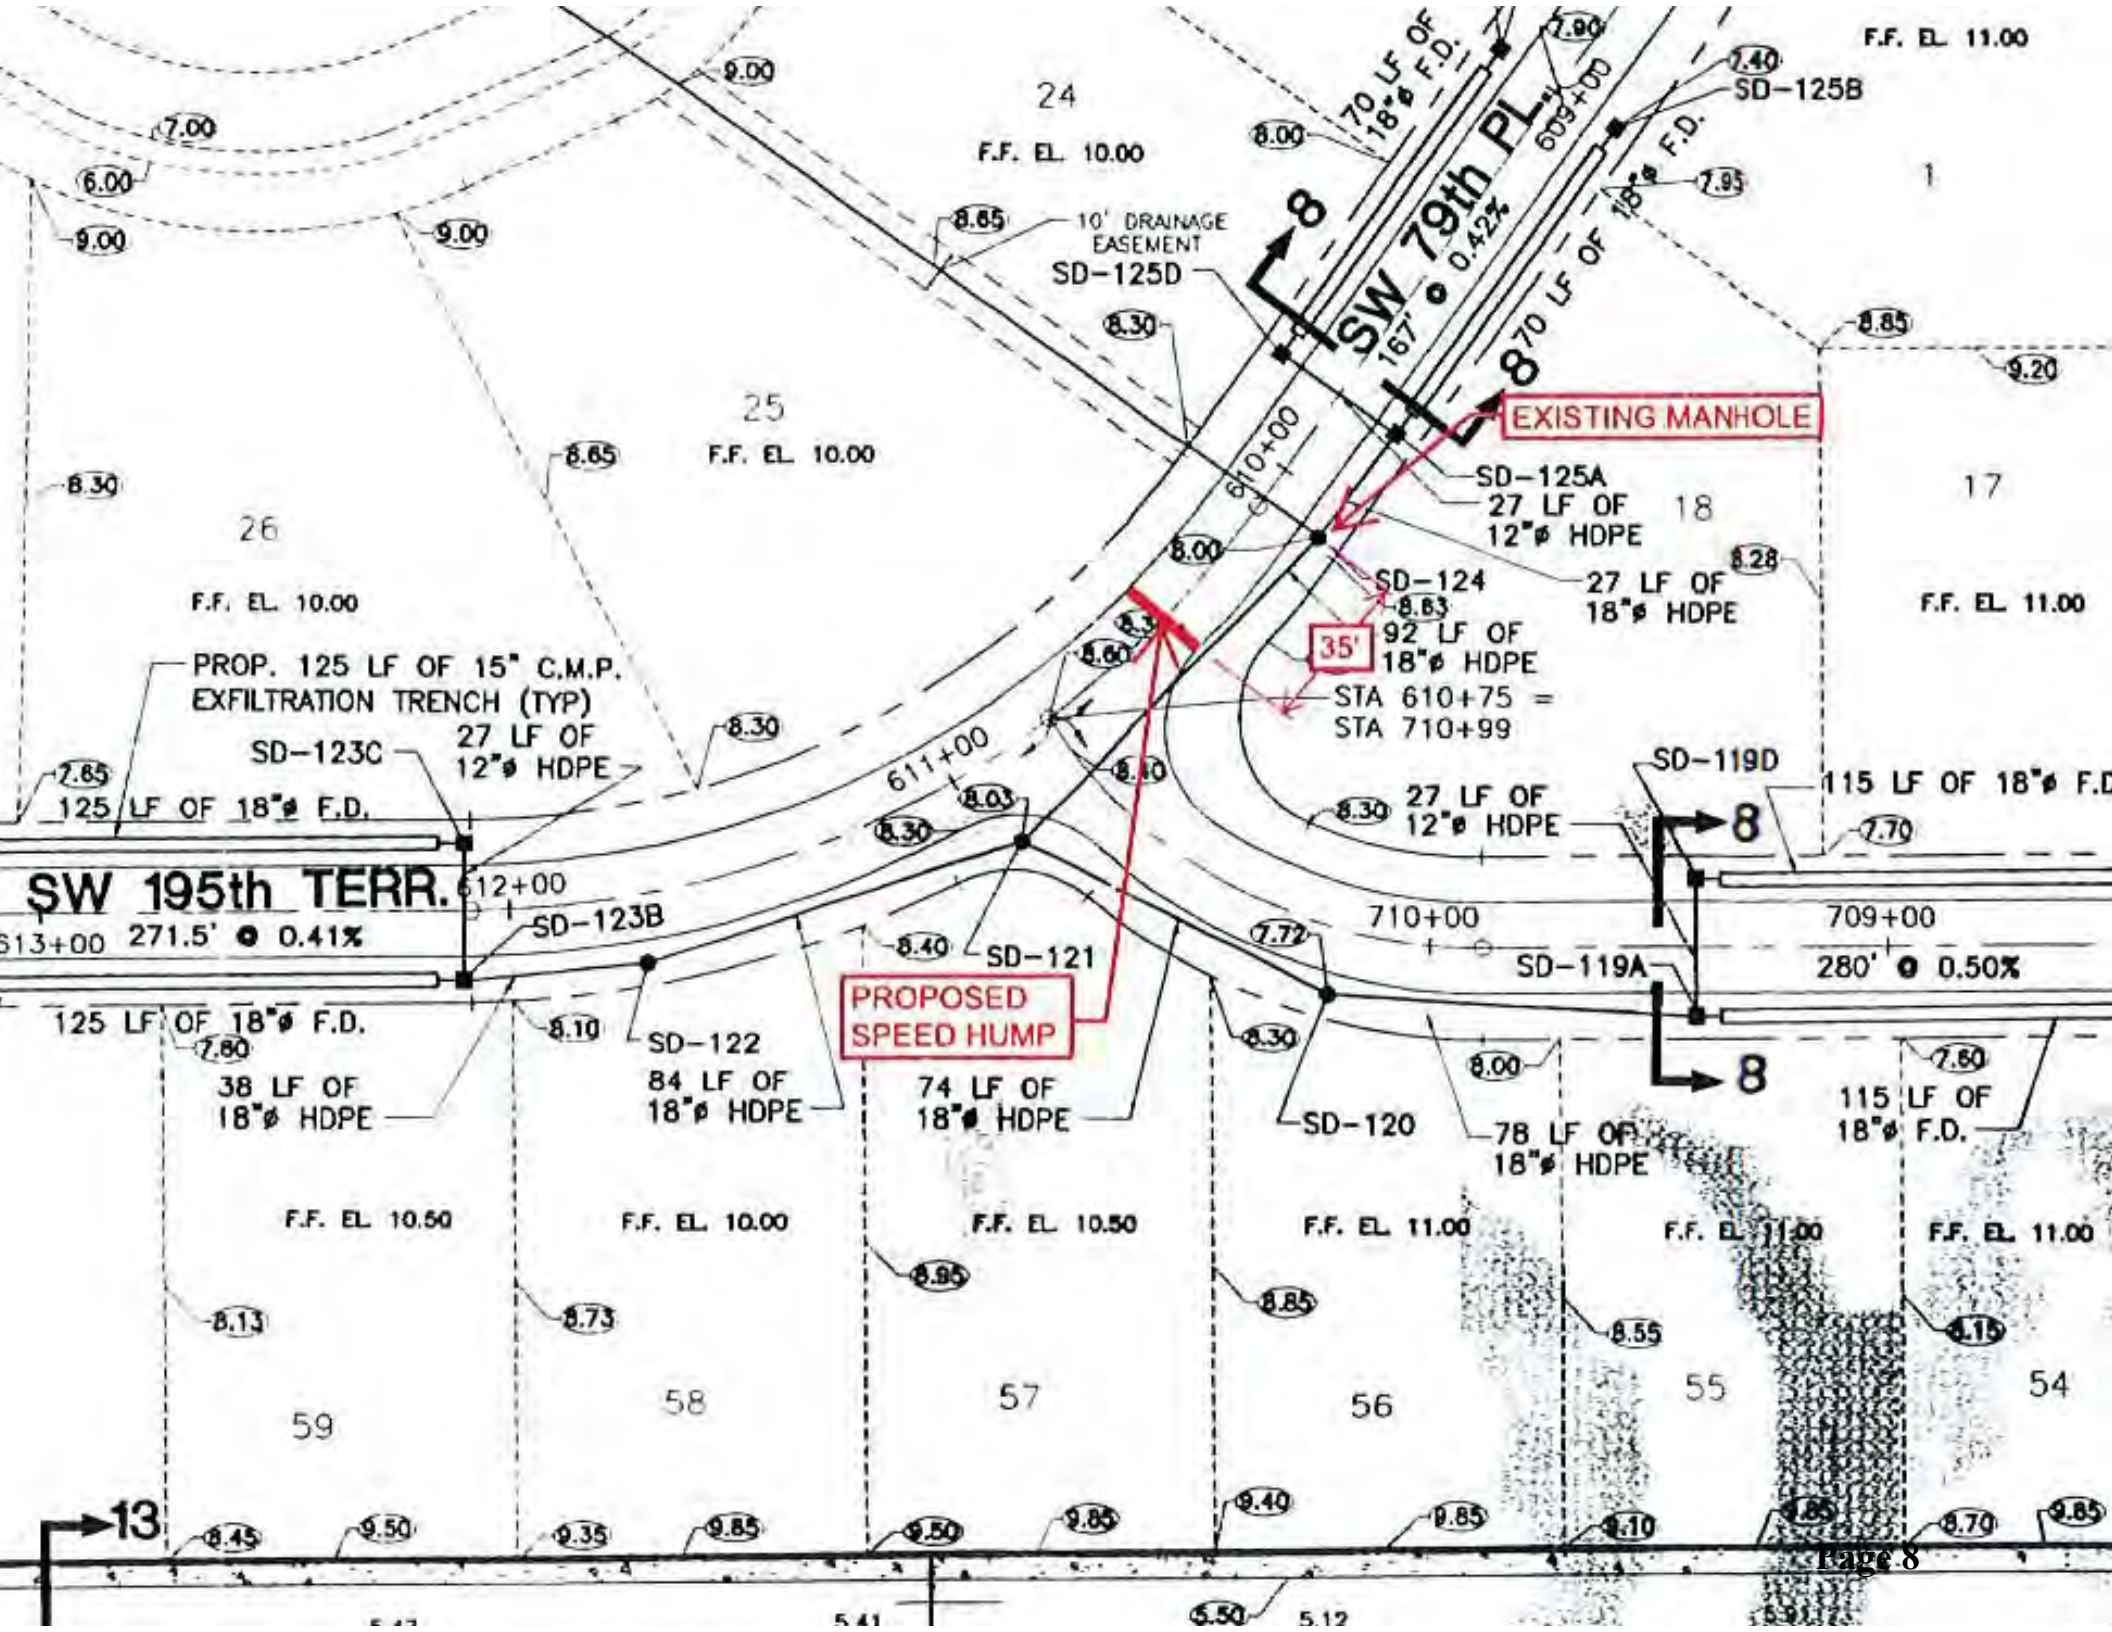 F.F. EL. 11.00
7.90
7.40
SD-125B
9.00
24
F.F. EL. 10.00
8.00
70 LF OF
18"ø F.D.
SW 79th PL.
167' @ 0.42%
609+00
7.00
6.00
9.00
9.00
8.65
10' DRAINAGE
EASEMENT
SD-125D
8.30
8
8
70 LF OF
18"ø F.D.
7.95
1
8.85
9.20
EXISTING MANHOLE
25
F.F. EL. 10.00
8.65
8.30
26
F.F. EL. 10.00
610+00
SD-125A
27 LF OF
12"ø HDPE
18
17
8.00
SD-124
8.63
92 LF OF
18"ø HDPE
27 LF OF
18"ø HDPE
8.28
F.F. EL. 11.00
35'
8.60
STA 610+75 =
STA 710+99
PROP. 125 LF OF 15" C.M.P.
EXFILTRATION TRENCH (TYP)
27 LF OF
12"ø HDPE
SD-123C
8.30
7.65
125 LF OF 18"ø F.D.
611+00
8.40
8.03
8.30
8.30
27 LF OF
12"ø HDPE
SD-119D
115 LF OF 18"ø F.D.
8
7.70
SW 195th TERR.
612+00
613+00
271.5' @ 0.41%
SD-123B
8.40
SD-121
7.72
710+00
709+00
SD-119A
280' @ 0.50%
PROPOSED
SPEED HUMP
125 LF OF 18"ø F.D.
7.60
8.10
SD-122
38 LF OF
18"ø HDPE
84 LF OF
18"ø HDPE
74 LF OF
18"ø HDPE
8.30
8.00
8
7.60
SD-120
78 LF OF
18"ø HDPE
115 LF OF
18"ø F.D.
F.F. EL. 10.50
F.F. EL. 10.00
F.F. EL. 10.50
F.F. EL. 11.00
F.F. EL. 11.00
F.F. EL. 11.00
8.13
8.73
8.95
8.85
8.55
8.15
59
58
57
56
55
54
13
8.45
9.50
9.35
9.85
9.50
9.85
9.40
9.85
9.10
9.85
8.70
9.85
Page 8
5.41
5.50
5.12